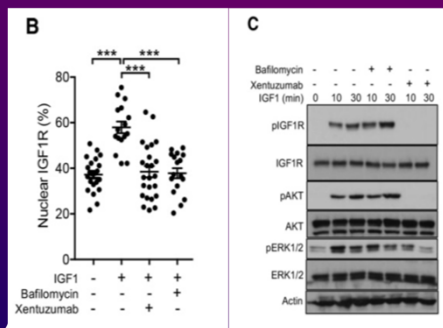 B
***
*** ***
Nuclear IGF1R (%)
80
60
40
20
0
IGF1 - + + +
Bafilomycin - - - +
Xentuzumab - - + -
C
Bafilomycin - - - + + - -
Xentuzumab - - - - - + +
IGF1 (min) 0 10 30 10 30 10 30
pIGF1R
IGF1R
pAKT
AKT
pERK1/2
ERK1/2
Actin